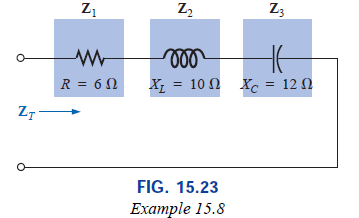 Z1 Z2 Z3
R = 6 Ω XL = 10 Ω XC = 12 Ω
ZT
FIG. 15.23
Example 15.8